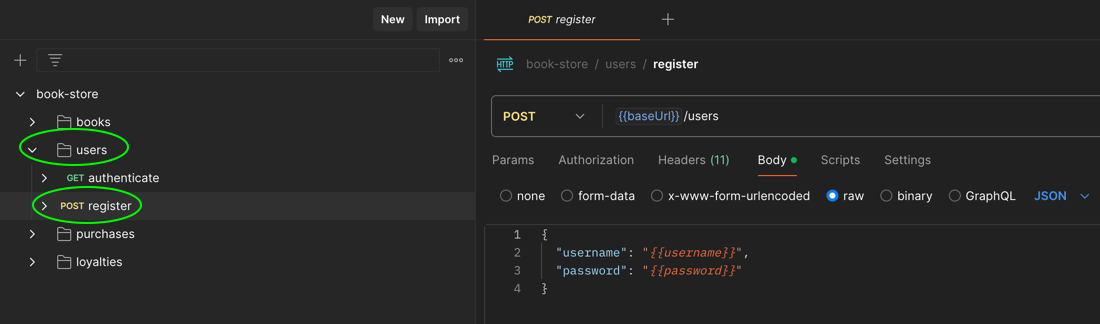 New Import
book-store
books
users
GET authenticate
POST register
purchases
loyalties
POST register
HTTP book-store / users / register
POST {{baseUrl}}/users
Params Authorization Headers (11) Body Scripts Settings
none form-data x-www-form-urlencoded raw binary GraphQL JSON
1 {
2 "username": "{{username}}",
3 "password": "{{password}}"
4 }